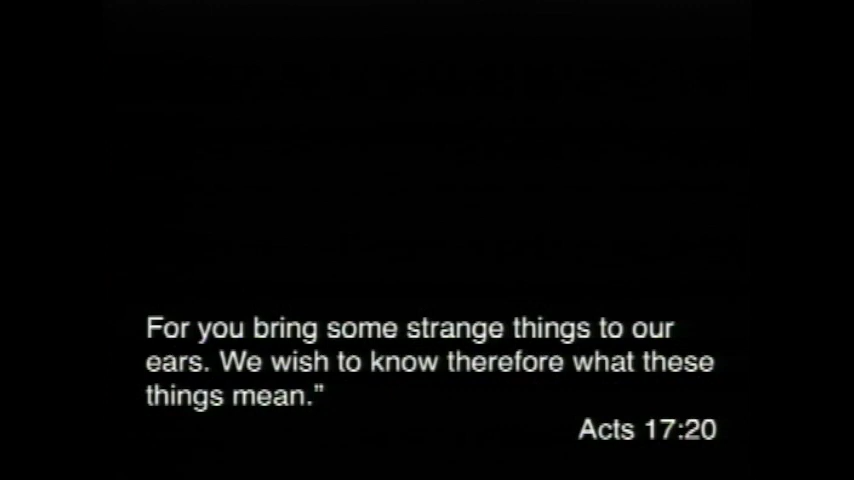 For you bring some strange things to our
ears. We wish to know therefore what these
things mean."
Acts 17:20